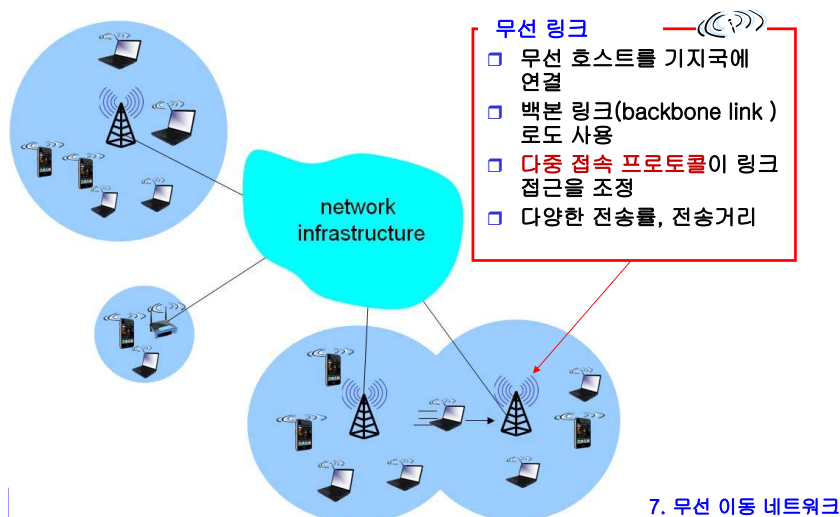 무선 링크
❒ 무선 호스트를 기지국에
연결
❒ 백본 링크(backbone link )
로도 사용
❒ 다중 접속 프로토콜이 링크
접근을 조정
❒ 다양한 전송률, 전송거리
network
infrastructure
7. 무선 이동 네트워크